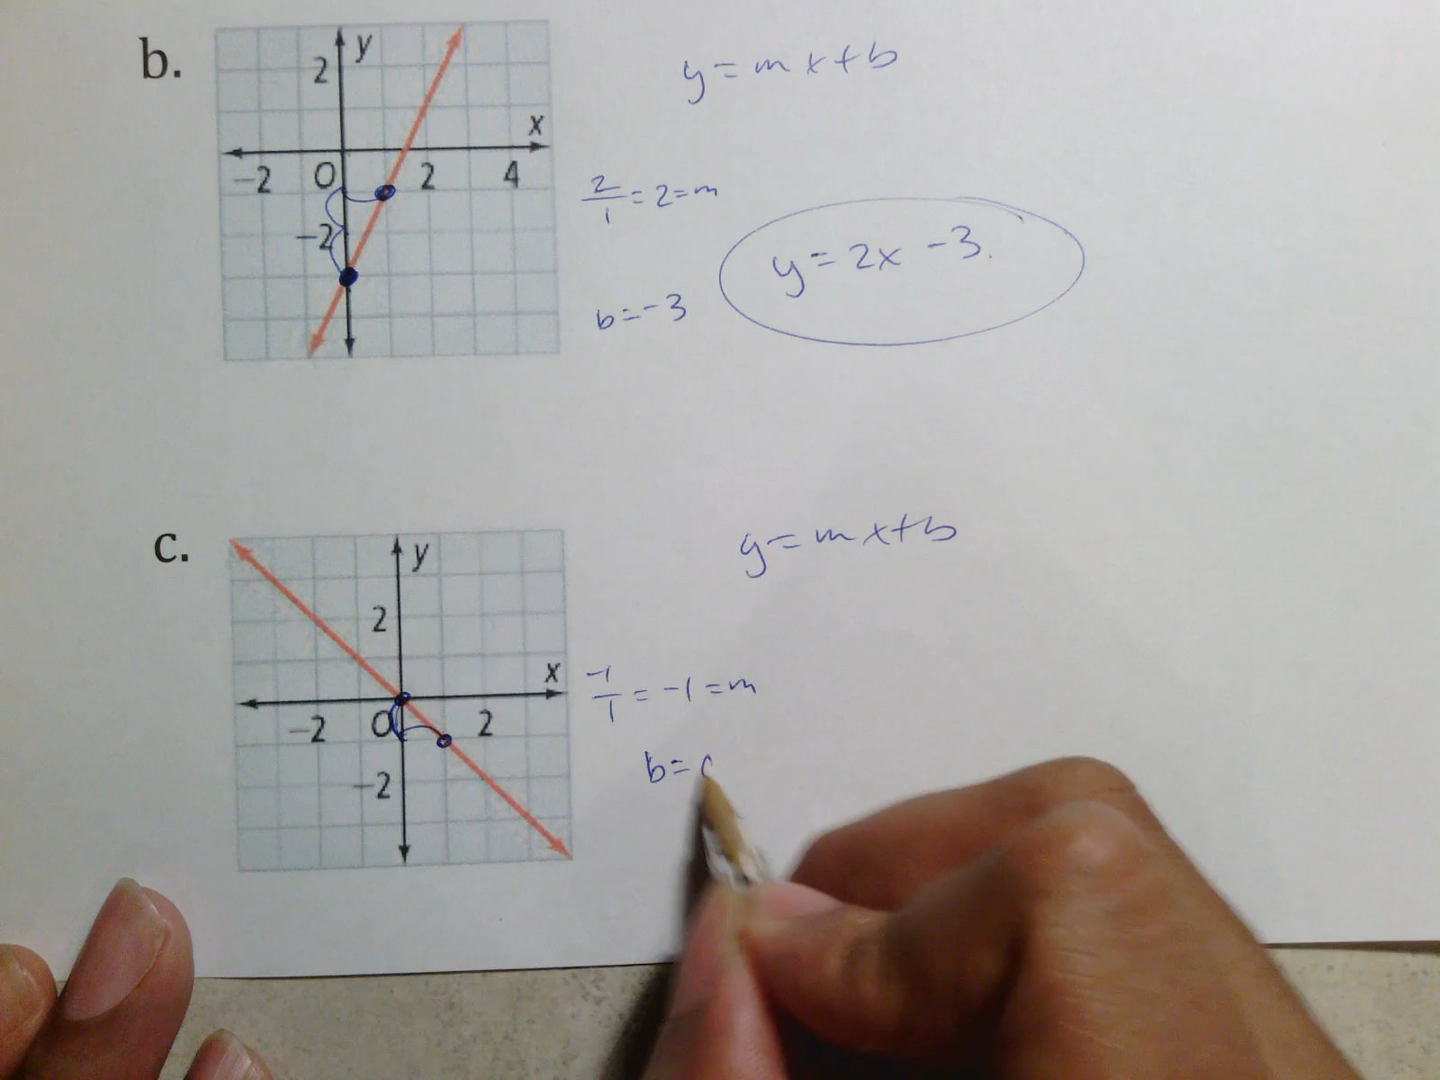 b.
y
2
x
-2 0 2 4
-2
y = mx + b
2/1 = 2 = m
b = -3
y = 2x - 3.
c.
y
2
x
-2 0 2
-2
y = mx + b
-1/1 = -1 = m
b =